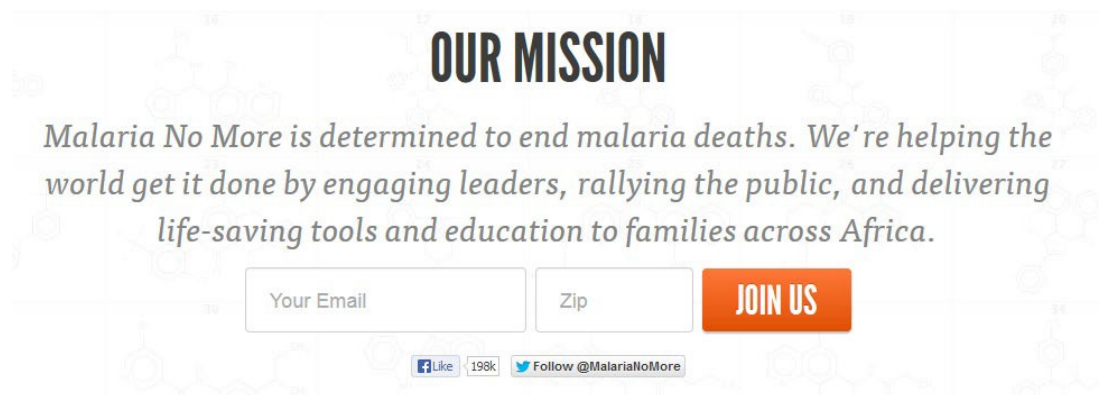 OUR MISSION
Malaria No More is determined to end malaria deaths. We're helping the
world get it done by engaging leaders, rallying the public, and delivering
life-saving tools and education to families across Africa.
Your Email Zip JOIN US
Like 198k Follow @MalariaNoMore